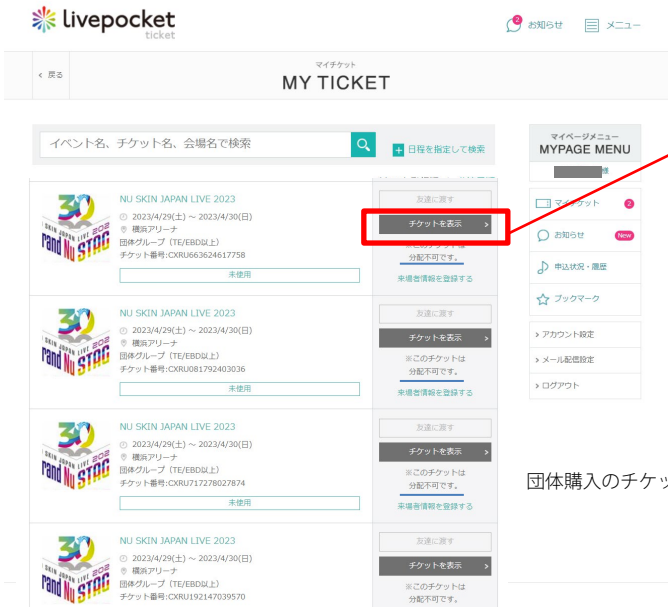 livepocket
ticket
2
お知らせ
メニュー
< 戻る
マイチケット
MY TICKET
イベント名、チケット名、会場名で検索
+ 日程を指定して検索
マイページメニュー
MYPAGE MENU
様
マイチケット
2
お知らせ
New
申込状況・履歴
ブックマーク
> アカウント設定
> メール配信設定
> ログアウト
NU SKIN JAPAN LIVE 2023
2023/4/29(土) ~ 2023/4/30(日)
横浜アリーナ
団体グループ(TE/EBD以上)
チケット番号:CXRU663624617758
未使用
友達に渡す
チケットを表示 >
※このチケットは
分配不可です。
来場者情報を登録する
NU SKIN JAPAN LIVE 2023
2023/4/29(土) ~ 2023/4/30(日)
横浜アリーナ
団体グループ(TE/EBD以上)
チケット番号:CXRU081792403036
未使用
友達に渡す
チケットを表示 >
※このチケットは
分配不可です。
来場者情報を登録する
NU SKIN JAPAN LIVE 2023
2023/4/29(土) ~ 2023/4/30(日)
横浜アリーナ
団体グループ(TE/EBD以上)
チケット番号:CXRU717278027874
未使用
友達に渡す
チケットを表示 >
※このチケットは
分配不可です。
来場者情報を登録する
NU SKIN JAPAN LIVE 2023
2023/4/29(土) ~ 2023/4/30(日)
横浜アリーナ
団体グループ(TE/EBD以上)
チケット番号:CXRU192147039570
友達に渡す
チケットを表示 >
※このチケットは
分配不可です。
団体購入のチケッ